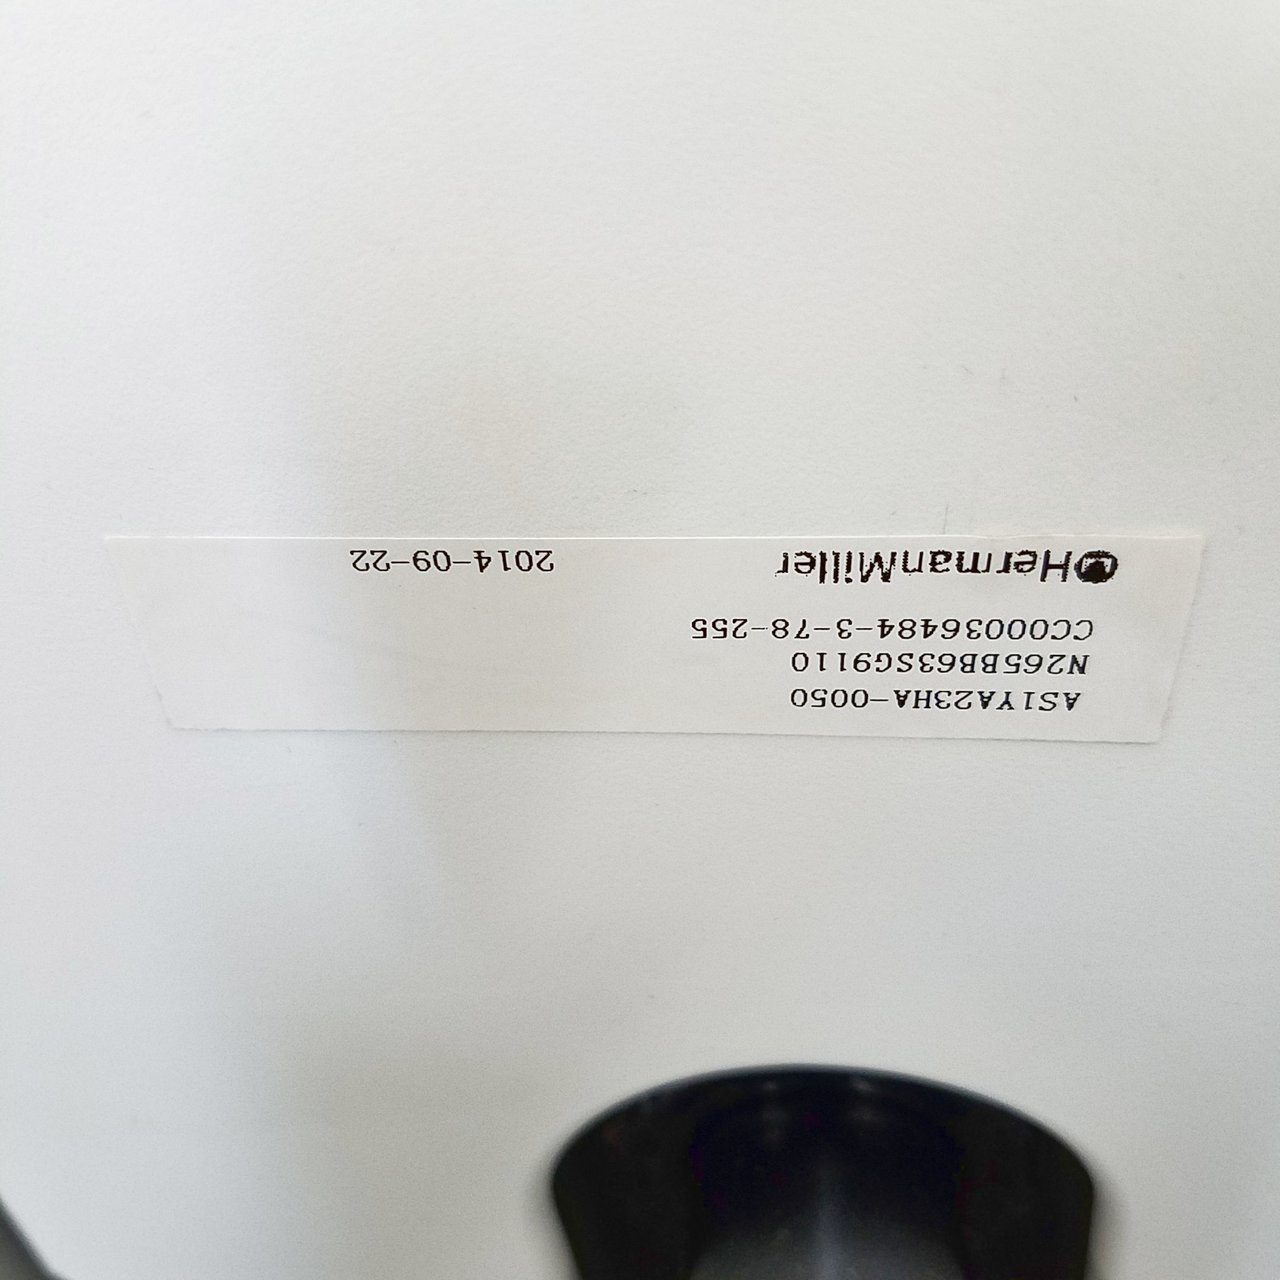 HermanMiller 2014-09-22
CC00036484-3-78-255
N265BB63SG9110
AS1YA23HA-0050